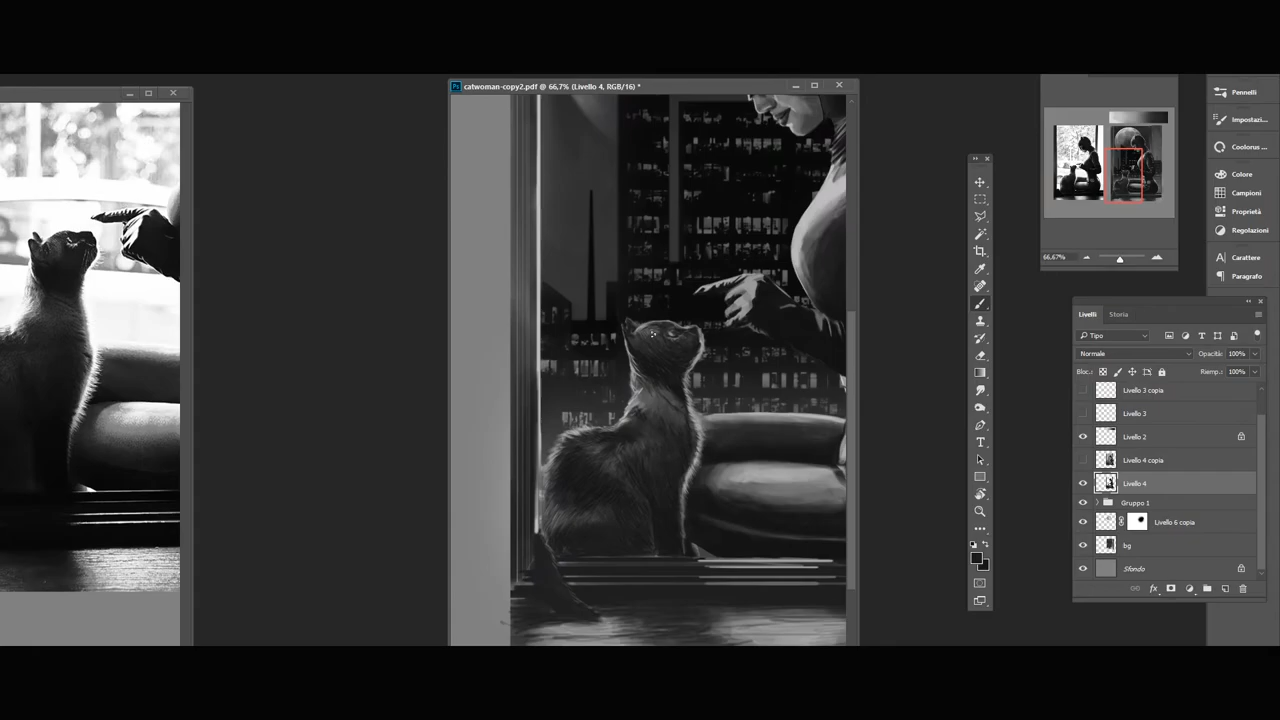 catwoman-copy2.pdf @ 66,7% (Livello 4, RGB/16) *
66,67%
Pennelli
Impostazi...
Coolorus ...
Colore
Campioni
Proprietà
Regolazioni
Carattere
Paragrafo
Livelli Storia
Tipo
Normale Opacità: 100%
Bloc.: Riemp.: 100%
Livello 3 copia
Livello 3
Livello 2
Livello 4 copia
Livello 4
Gruppo 1
Livello 6 copia
bg
Sfondo